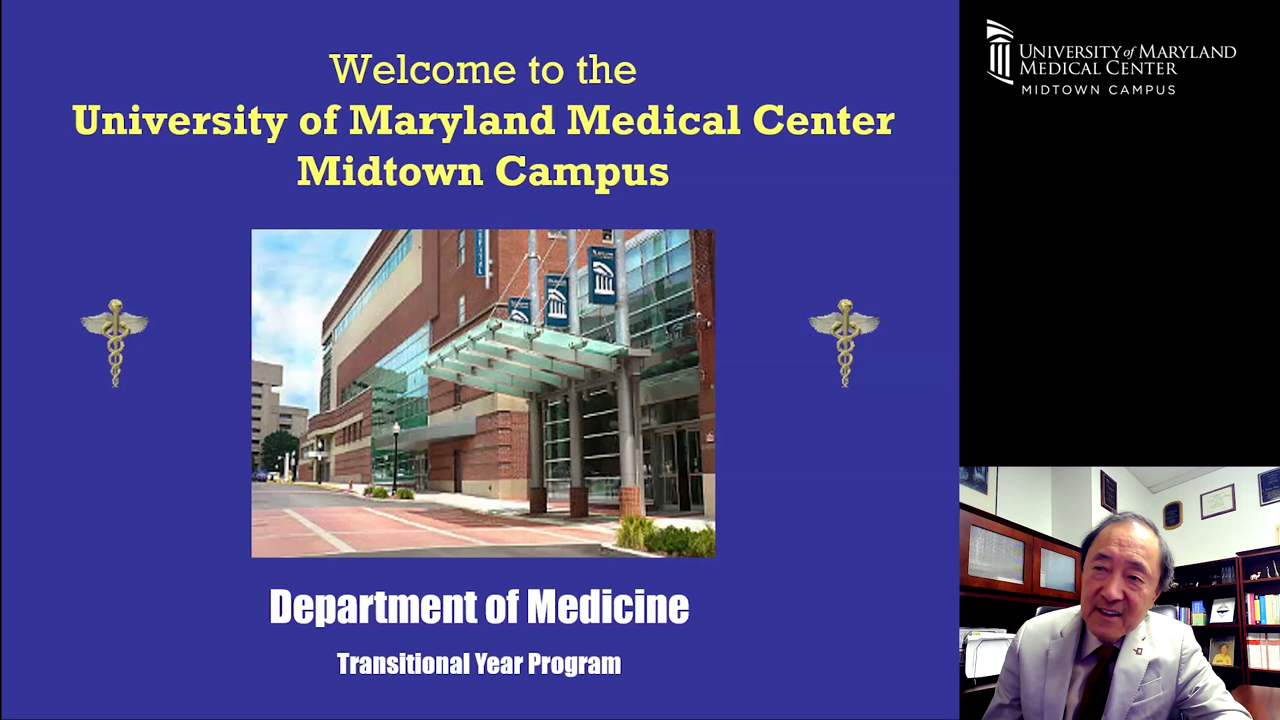 Welcome to the
University of Maryland Medical Center
Midtown Campus
Department of Medicine
Transitional Year Program
UNIVERSITY of MARYLAND
MEDICAL CENTER
MIDTOWN CAMPUS